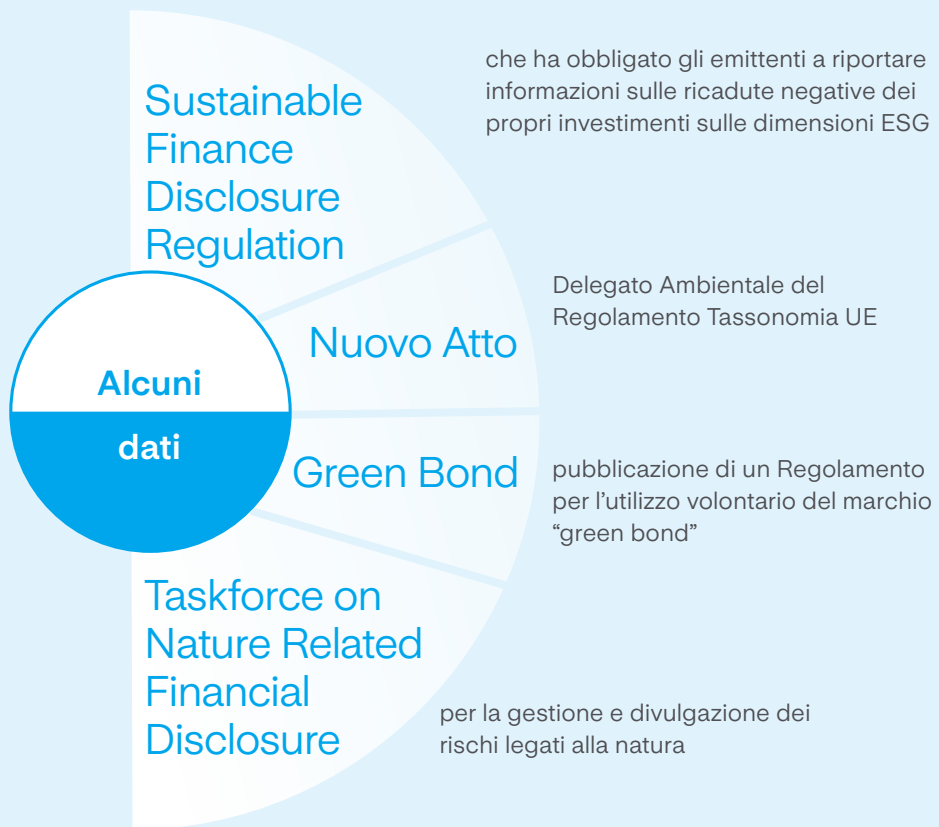 Sustainable
Finance
Disclosure
Regulation
che ha obbligato gli emittenti a riportare
informazioni sulle ricadute negative dei
propri investimenti sulle dimensioni ESG
Alcuni
dati
Nuovo Atto
Delegato Ambientale del
Regolamento Tassonomia UE
Green Bond
pubblicazione di un Regolamento
per l’utilizzo volontario del marchio
“green bond”
Taskforce on
Nature Related
Financial
Disclosure
per la gestione e divulgazione dei
rischi legati alla natura